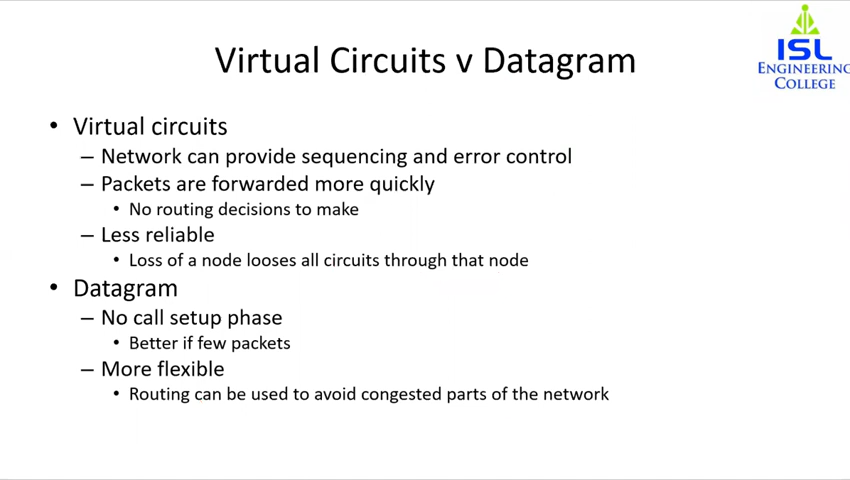 Virtual Circuits v Datagram
ISL
ENGINEERING
COLLEGE
• Virtual circuits
– Network can provide sequencing and error control
– Packets are forwarded more quickly
• No routing decisions to make
– Less reliable
• Loss of a node looses all circuits through that node
• Datagram
– No call setup phase
• Better if few packets
– More flexible
• Routing can be used to avoid congested parts of the network